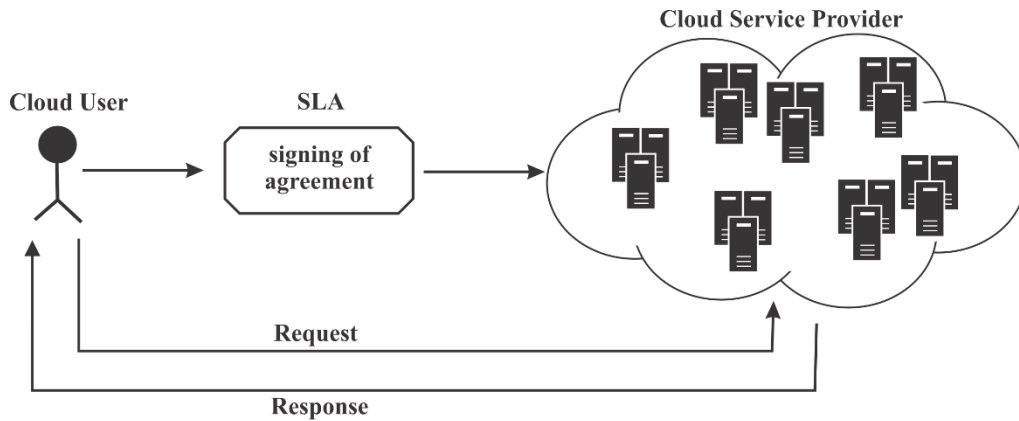 Cloud Service Provider
Cloud User
SLA
signing of
agreement
Request
Response